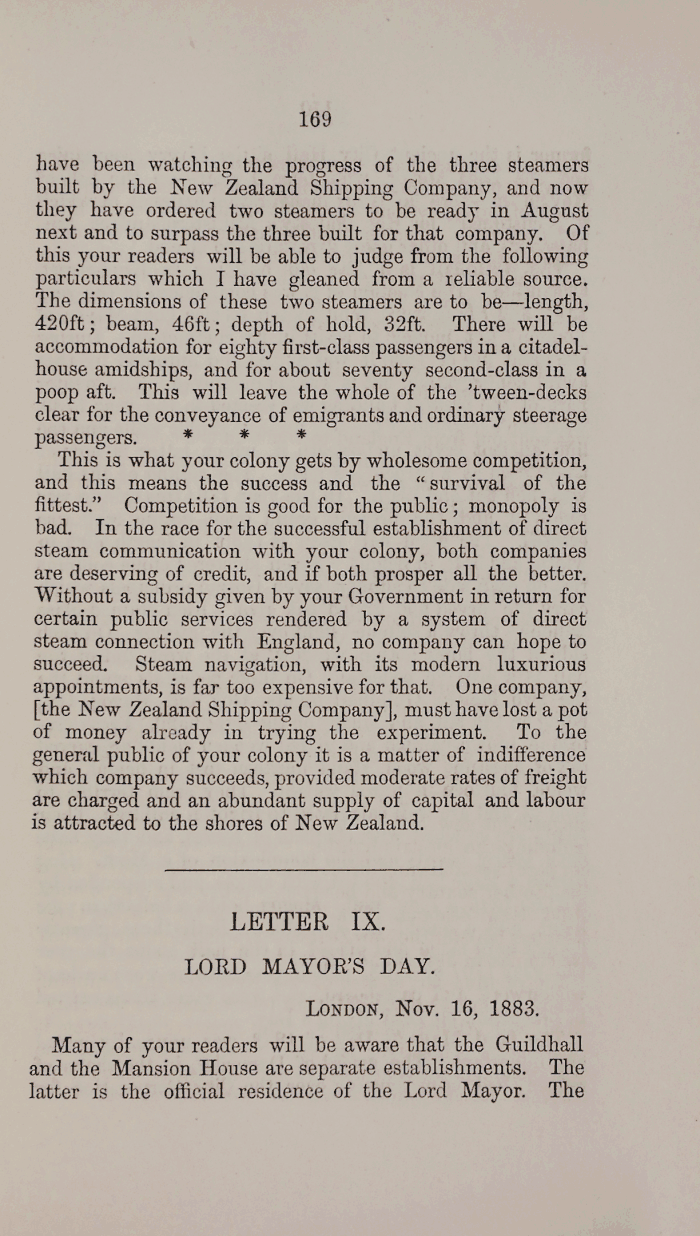 169
have been watching the progress of the three steamers
built by the New Zealand Shipping Company, and now
they have ordered two steamers to be ready in August
next and to surpass the three built for that company. Of
this your readers will be able to judge from the following
particulars which I have gleaned from a reliable source.
The dimensions of these two steamers are to be—length,
420ft; beam, 46ft; depth of hold, 32ft. There will be
accommodation for eighty first-class passengers in a citadel-
house amidships, and for about seventy second-class in a
poop aft. This will leave the whole of the 'tween-decks
clear for the conveyance of emigrants and ordinary steerage
passengers. * * *
This is what your colony gets by wholesome competition,
and this means the success and the "survival of the
fittest." Competition is good for the public; monopoly is
bad. In the race for the successful establishment of direct
steam communication with your colony, both companies
are deserving of credit, and if both prosper all the better.
Without a subsidy given by your Government in return for
certain public services rendered by a system of direct
steam connection with England, no company can hope to
succeed. Steam navigation, with its modern luxurious
appointments, is far too expensive for that. One company,
[the New Zealand Shipping Company], must have lost a pot
of money already in trying the experiment. To the
general public of your colony it is a matter of indifference
which company succeeds, provided moderate rates of freight
are charged and an abundant supply of capital and labour
is attracted to the shores of New Zealand.
LETTER IX.
LORD MAYOR'S DAY.
LONDON, NOV. 16, 1883.
Many of your readers will be aware that the Guildhall
and the Mansion House are separate establishments. The
latter is the official residence of the Lord Mayor. The